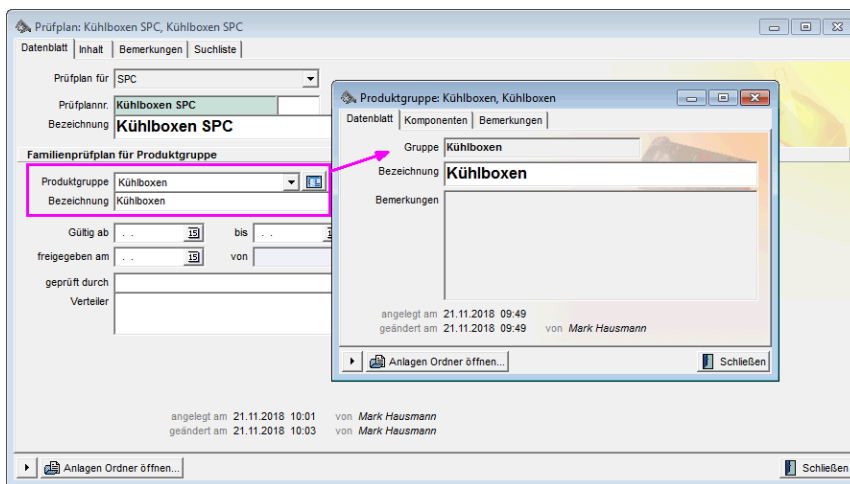 Prüfplan: Kühlboxen SPC, Kühlboxen SPC
Datenblatt Inhalt Bemerkungen Suchliste
Prüfplan für SPC
Prüfplannr. Kühlboxen SPC
Bezeichnung Kühlboxen SPC
Familienprüfplan für Produktgruppe
Produktgruppe Kühlboxen
Bezeichnung Kühlboxen
Gültig ab . . 15 bis . .
freigegeben am . . 15 von
geprüft durch
Verteiler
angelegt am 21.11.2018 10:01 von Mark Hausmann
geändert am 21.11.2018 10:03 von Mark Hausmann
Anlagen Ordner öffnen... Schließen
Produktgruppe: Kühlboxen, Kühlboxen
Datenblatt Komponenten Bemerkungen
Gruppe Kühlboxen
Bezeichnung Kühlboxen
Bemerkungen
angelegt am 21.11.2018 09:49
geändert am 21.11.2018 09:49 von Mark Hausmann
Anlagen Ordner öffnen... Schließen